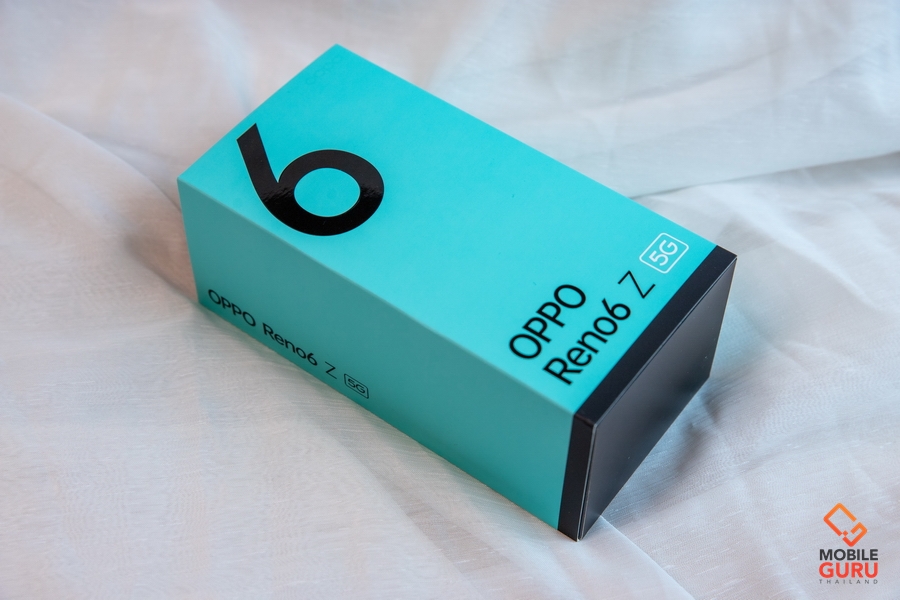 6
OPPO
Reno6 Z 5G
OPPO Reno6 Z 5G
MOBILE
GURU
THAILAND